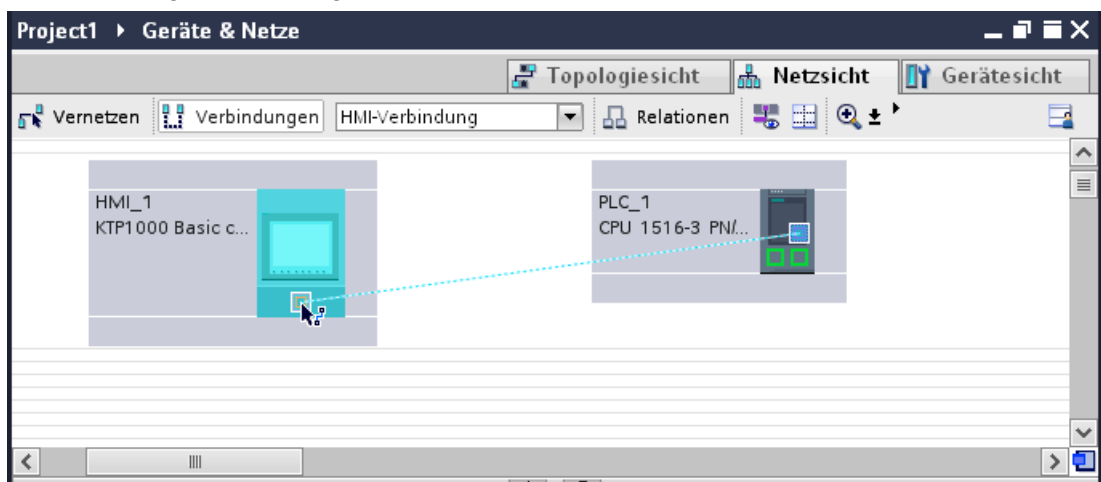 Project1 ▸ Geräte & Netze
Topologiesicht Netzsicht Gerätesicht
Vernetzen Verbindungen HMI-Verbindung Relationen
HMI_1
KTP1000 Basic c...
PLC_1
CPU 1516-3 PN/...